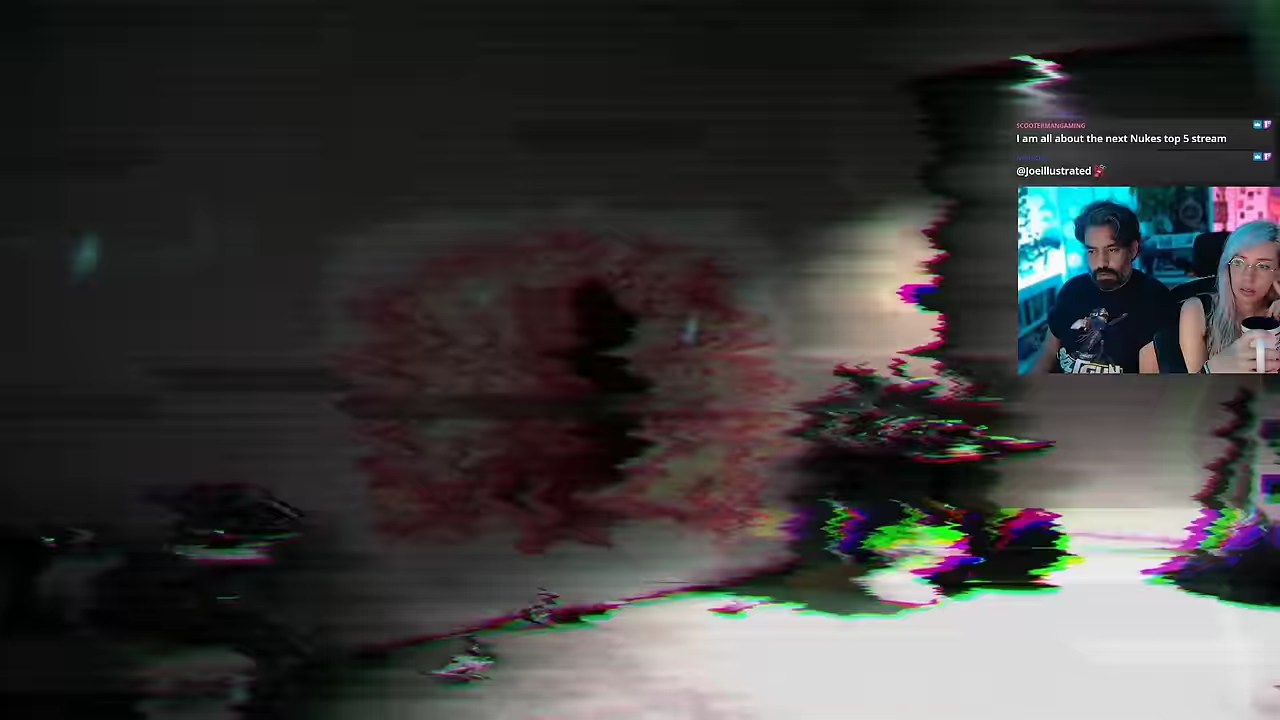 SCOOTERMANGAMING
I am all about the next Nukes top 5 stream
@JoeIllustrated